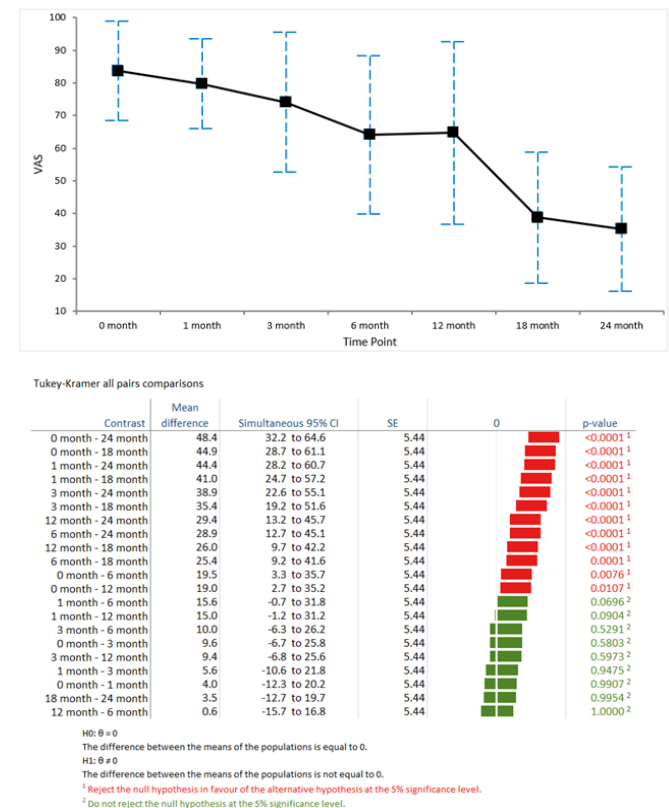 100
90
80
70
60
50
40
30
20
10
VAS
0 month 1 month 3 month 6 month 12 month 18 month 24 month
Time Point
Tukey-Kramer all pairs comparisons
Mean
Contrast difference Simultaneous 95% CI SE 0 p-value
0 month - 24 month 48.4 32.2 to 64.6 5.44 <0.0001 ¹
0 month - 18 month 44.9 28.7 to 61.1 5.44 <0.0001 ¹
1 month - 24 month 44.4 28.2 to 60.7 5.44 <0.0001 ¹
1 month - 18 month 41.0 24.7 to 57.2 5.44 <0.0001 ¹
3 month - 24 month 38.9 22.6 to 55.1 5.44 <0.0001 ¹
3 month - 18 month 35.4 19.2 to 51.6 5.44 <0.0001 ¹
12 month - 24 month 29.4 13.2 to 45.7 5.44 <0.0001 ¹
6 month - 24 month 28.9 12.7 to 45.1 5.44 <0.0001 ¹
12 month - 18 month 26.0 9.7 to 42.2 5.44 <0.0001 ¹
6 month - 18 month 25.4 9.2 to 41.6 5.44 0.0001 ¹
0 month - 6 month 19.5 3.3 to 35.7 5.44 0.0076 ¹
0 month - 12 month 19.0 2.7 to 35.2 5.44 0.0107 ¹
1 month - 6 month 15.6 -0.7 to 31.8 5.44 0.0696 ²
1 month - 12 month 15.0 -1.2 to 31.2 5.44 0.0904 ²
3 month - 6 month 10.0 -6.3 to 26.2 5.44 0.5291 ²
0 month - 3 month 9.6 -6.7 to 25.8 5.44 0.5803 ²
3 month - 12 month 9.4 -6.8 to 25.6 5.44 0.5973 ²
1 month - 3 month 5.6 -10.6 to 21.8 5.44 0.9475 ²
0 month - 1 month 4.0 -12.3 to 20.2 5.44 0.9907 ²
18 month - 24 month 3.5 -12.7 to 19.7 5.44 0.9954 ²
12 month - 6 month 0.6 -15.7 to 16.8 5.44 1.0000 ²
H0: θ = 0
The difference between the means of the populations is equal to 0.
H1: θ ≠ 0
The difference between the means of the populations is not equal to 0.
¹ Reject the null hypothesis in favour of the alternative hypothesis at the 5% significance level.
² Do not reject the null hypothesis at the 5% significance level.